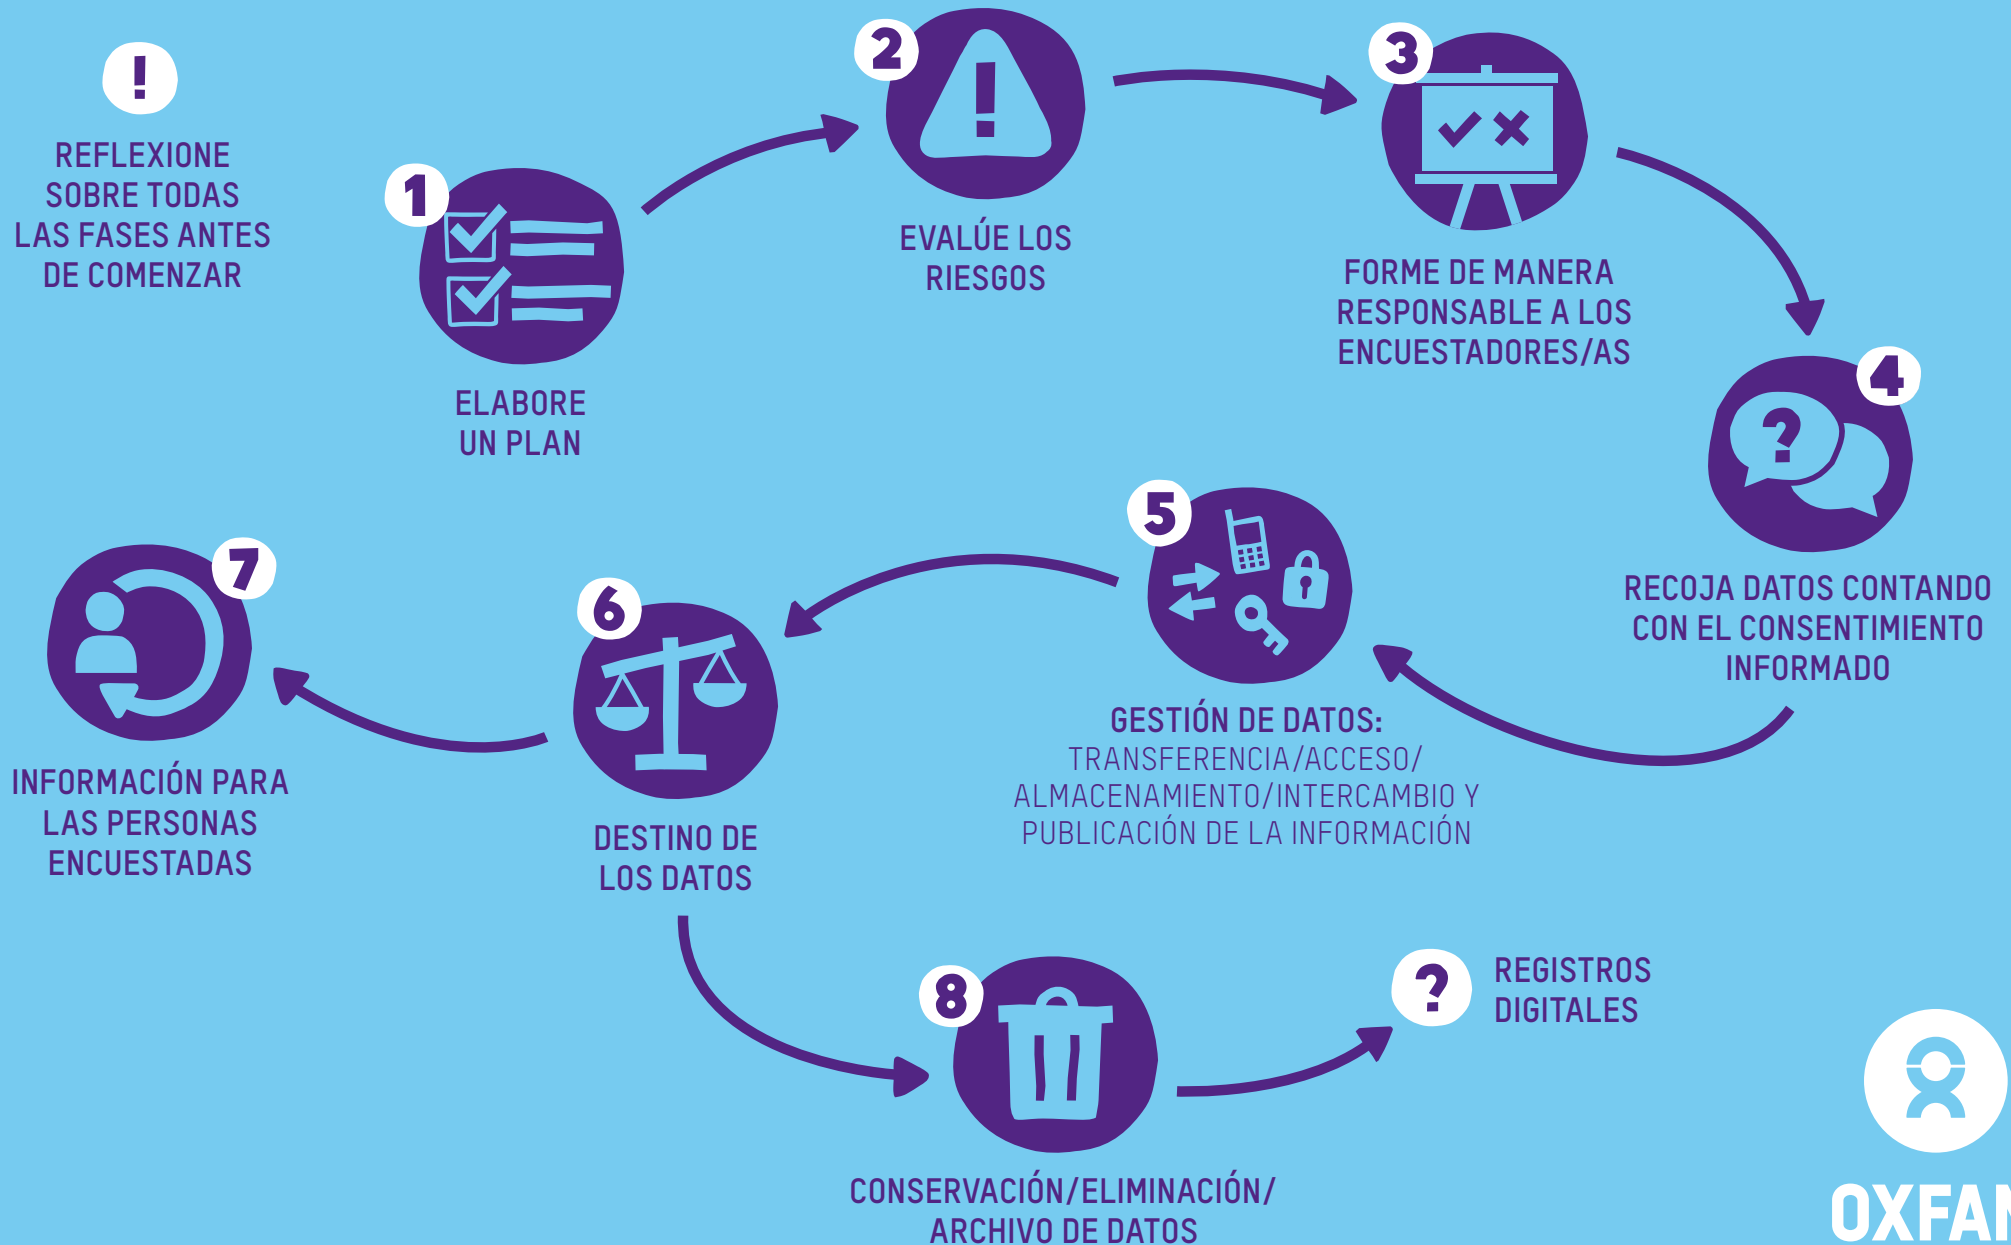 !
REFLEXIONE
SOBRE TODAS
LAS FASES ANTES
DE COMENZAR
1
ELABORE
UN PLAN
2
!
EVALÚE LOS
RIESGOS
3
FORME DE MANERA
RESPONSABLE A LOS
ENCUESTADORES/AS
4
?
RECOJA DATOS CONTANDO
CON EL CONSENTIMIENTO
INFORMADO
5
GESTIÓN DE DATOS:
TRANSFERENCIA/ACCESO/
ALMACENAMIENTO/INTERCAMBIO Y
PUBLICACIÓN DE LA INFORMACIÓN
6
DESTINO DE
LOS DATOS
7
INFORMACIÓN PARA
LAS PERSONAS
ENCUESTADAS
8
CONSERVACIÓN/ELIMINACIÓN/
ARCHIVO DE DATOS
?
REGISTROS
DIGITALES
OXFAM